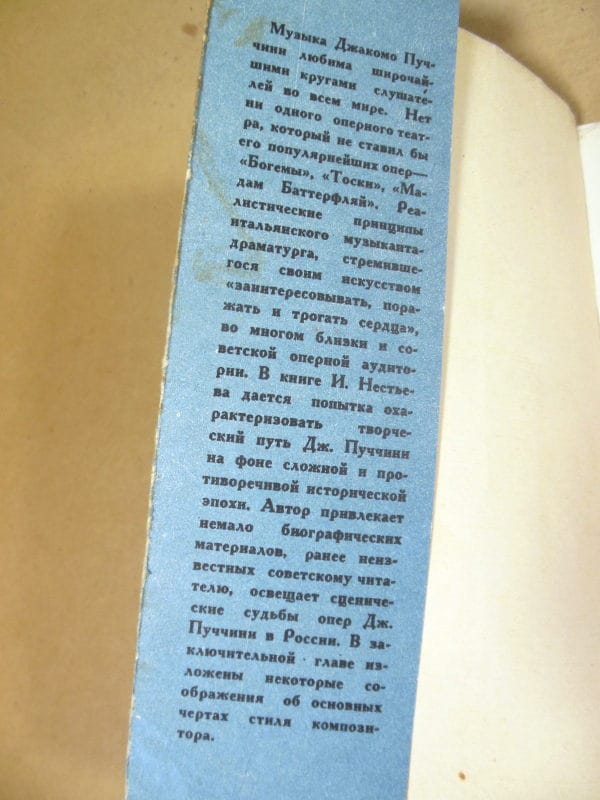 Музыка Джакомо Пуч-
чини любима широчай-
шими кругами слушате-
лей во всем мире. Нет
ни одного оперного теат-
ра, который не ставил бы
его популярнейших опер—
«Богемы», «Тоски», «Ма-
дам Баттерфляй». Реа-
листические принципы
итальянского музыканта-
драматурга, стремивше-
гося своим искусством
«заинтересовывать, пора-
жать и трогать сердца»,
во многом близки и со-
ветской оперной аудито-
рии. В книге И. Нестье-
ва дается попытка оха-
рактеризовать творче-
ский путь Дж. Пуччини
на фоне сложной и про-
тиворечивой исторической
эпохи. Автор привлекает
немало биографических
материалов, ранее неиз-
вестных советскому чита-
телю, освещает сцениче-
ские судьбы опер Дж.
Пуччини в России. В за-
ключительной главе из-
ложены некоторые со-
ображения об основных
чертах стиля компози-
тора.